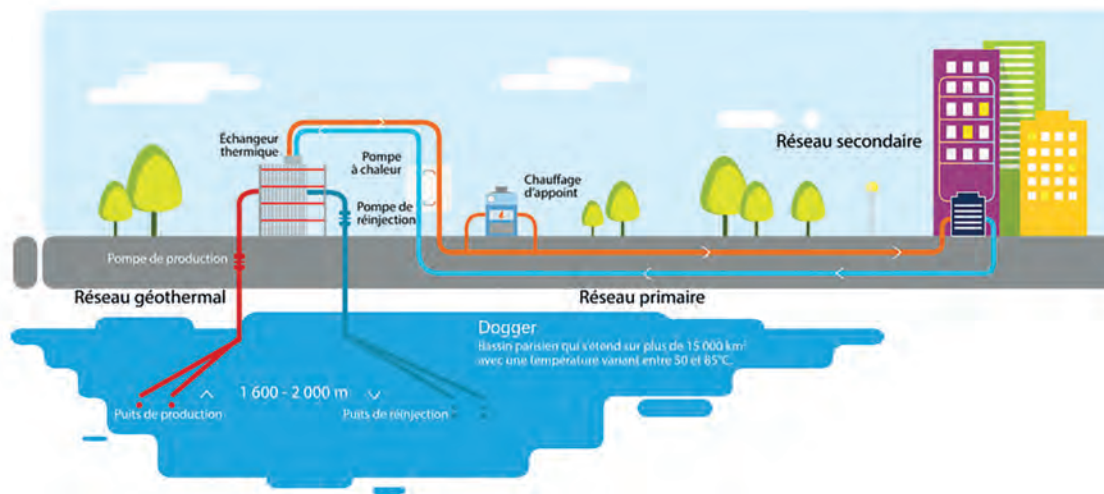 Échangeur
thermique
Pompe
à chaleur
Pompe de
réinjection
Chauffage
d'appoint
Réseau secondaire
Pompe de production
Réseau géothermal
Réseau primaire
Dogger
Bassin parisien qui s'étend sur plus de 15 000 km²
avec une température variant entre 50 et 85°C.
1 600 - 2 000 m
Puits de production
Puits de réinjection